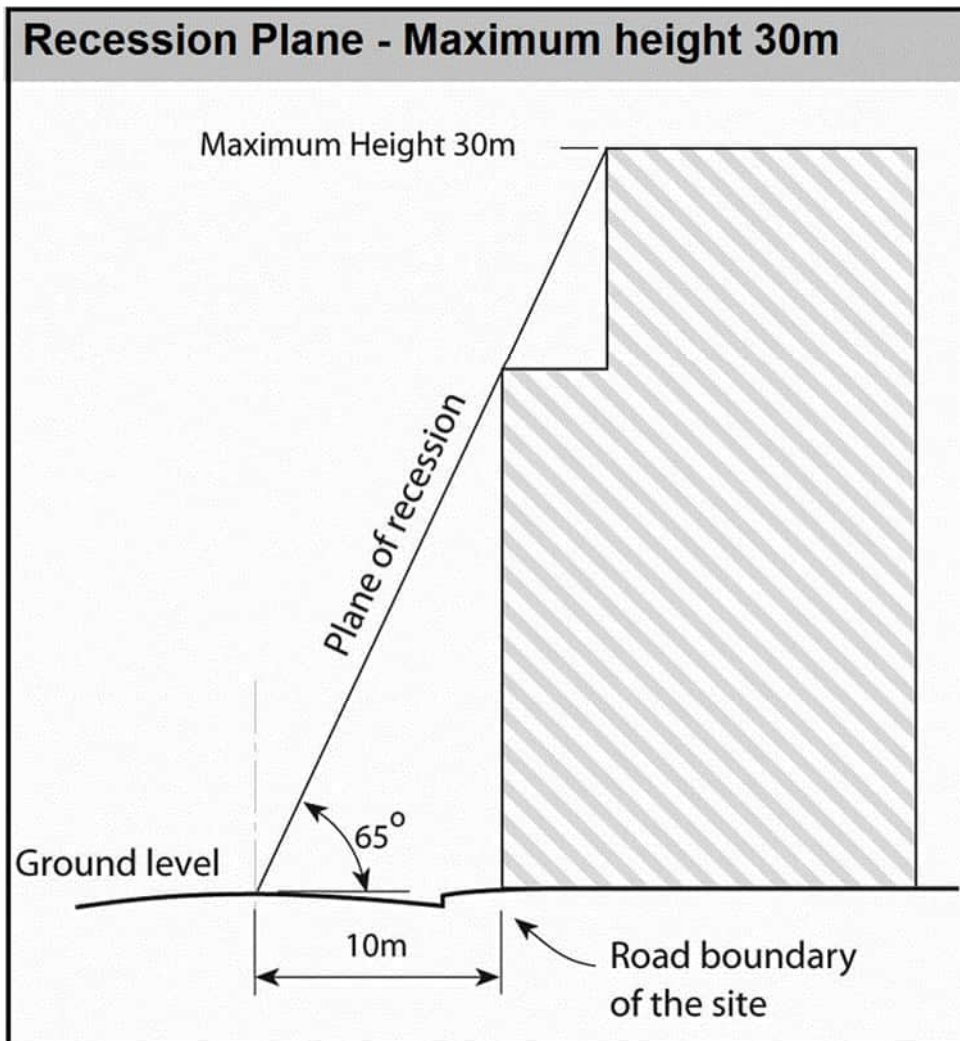 Recession Plane - Maximum height 30m
Maximum Height 30m
Plane of recession
65°
Ground level
10m
Road boundary
of the site